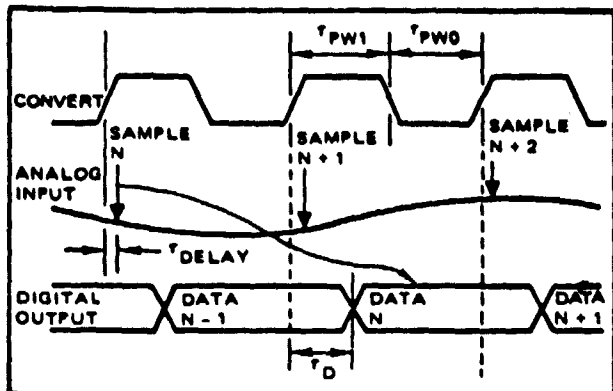 τPW1 τPW0
CONVERT
SAMPLE N
SAMPLE N + 1
SAMPLE N + 2
ANALOG INPUT
τDELAY
DIGITAL OUTPUT
DATA N - 1
DATA N
DATA N + 1
τD